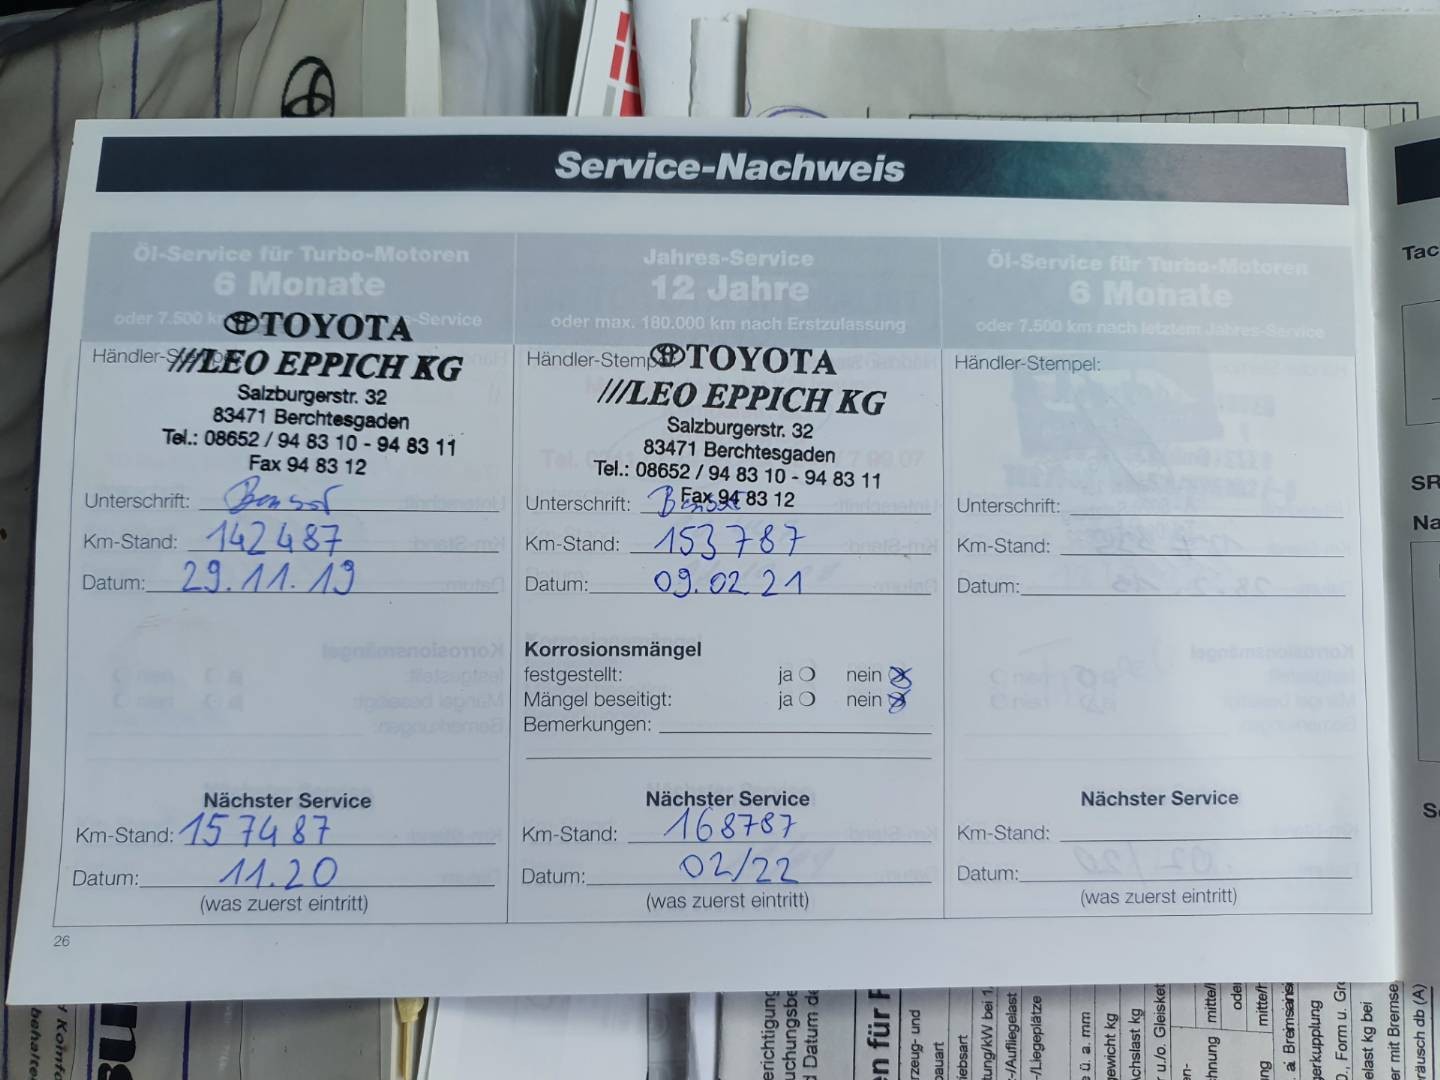 Service-Nachweis
Öl-Service für Turbo-Motoren
6 Monate
oder 7.500 km
-Service
TOYOTA
Händler-Stempel:
///LEO EPPICH KG
Salzburgerstr. 32
83471 Berchtesgaden
Tel.: 08652 / 94 83 10 - 94 83 11
Fax 94 83 12
Unterschrift:
Km-Stand: 142487
Datum: 29.11.19
Nächster Service
Km-Stand: 157487
Datum: 11.20
(was zuerst eintritt)
26
Jahres-Service
12 Jahre
oder max. 180.000 km nach Erstzulassung
TOYOTA
Händler-Stempel:
///LEO EPPICH KG
Salzburgerstr. 32
83471 Berchtesgaden
Tel.: 08652 / 94 83 10 - 94 83 11
Fax 94 83 12
Unterschrift:
Km-Stand: 153787
Datum: 09.02 21
Korrosionsmängel
festgestellt: ja nein
Mängel beseitigt: ja nein
Bemerkungen:
Nächster Service
Km-Stand: 168787
Datum: 02/22
(was zuerst eintritt)
Öl-Service für Turbo-Motoren
6 Monate
oder 7.500 km nach letztem Jahres-Service
Händler-Stempel:
Unterschrift:
Km-Stand:
Datum:
Nächster Service
Km-Stand:
Datum:
(was zuerst eintritt)